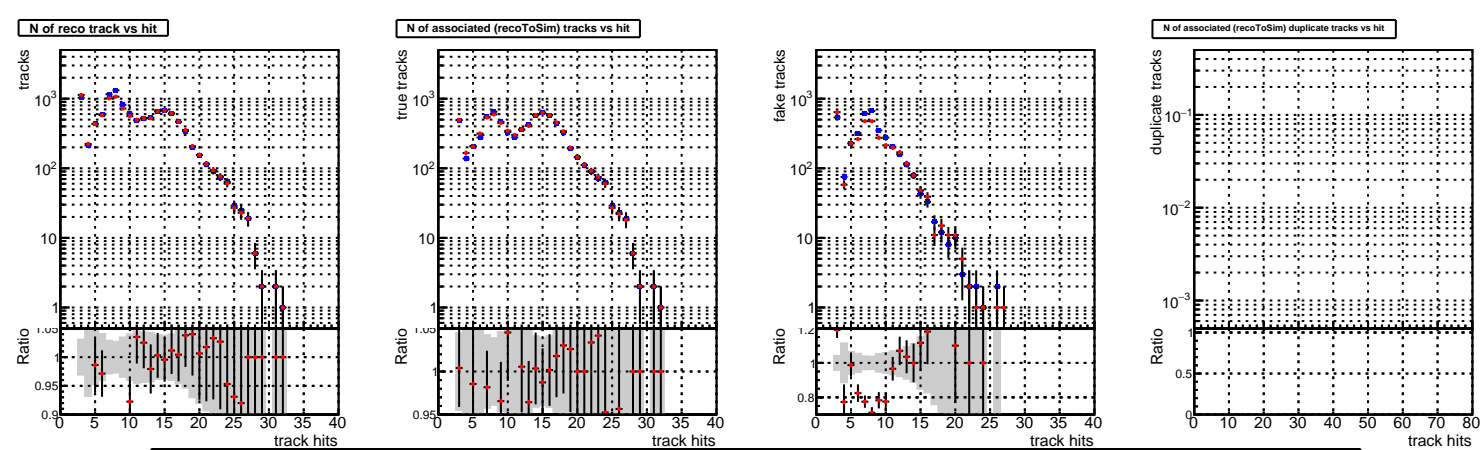 N of reco track vs hit
N of associated (recoToSim) tracks vs hit
N of associated (recoToSim) duplicate tracks vs hit
tracks
10³
10²
10
1
Ratio
1.05
1
0.95
0.9
0 5 10 15 20 25 30 35 40
track hits
true tracks
10³
10²
10
1
Ratio
1.05
1
0.95
0 5 10 15 20 25 30 35 40
track hits
fake tracks
10³
10²
10
1
Ratio
1.2
1
0.8
0 5 10 15 20 25 30 35 40
track hits
duplicate tracks
10⁻¹
10⁻²
10⁻³
Ratio
1
0.5
0
0 10 20 30 40 50 60 70 80
track hits